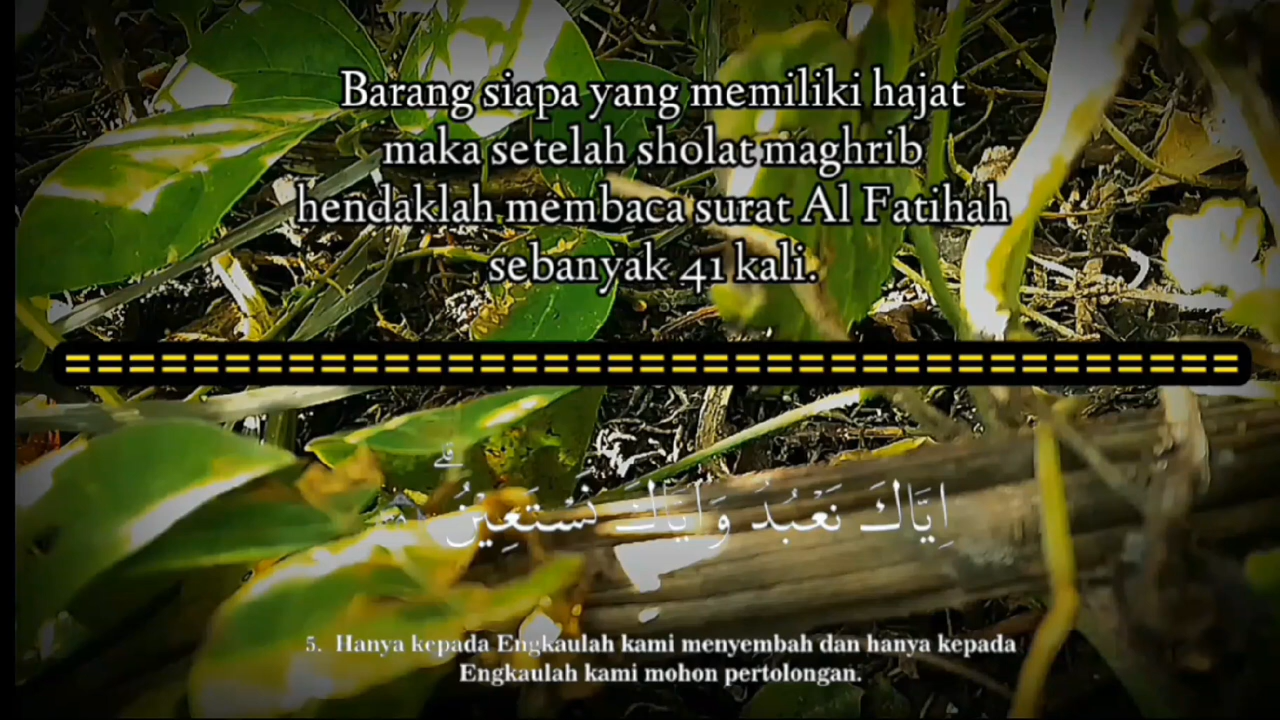 Barang siapa yang memiliki hajat
maka setelah sholat maghrib
hendaklah membaca surat Al Fatihah
sebanyak 41 kali.
=====================================
اِيَّاكَ نَعْبُدُ وَاِيَّاكَ نَسْتَعِيْنُۗ
5. Hanya kepada Engkaulah kami menyembah dan hanya kepada
Engkaulah kami mohon pertolongan.